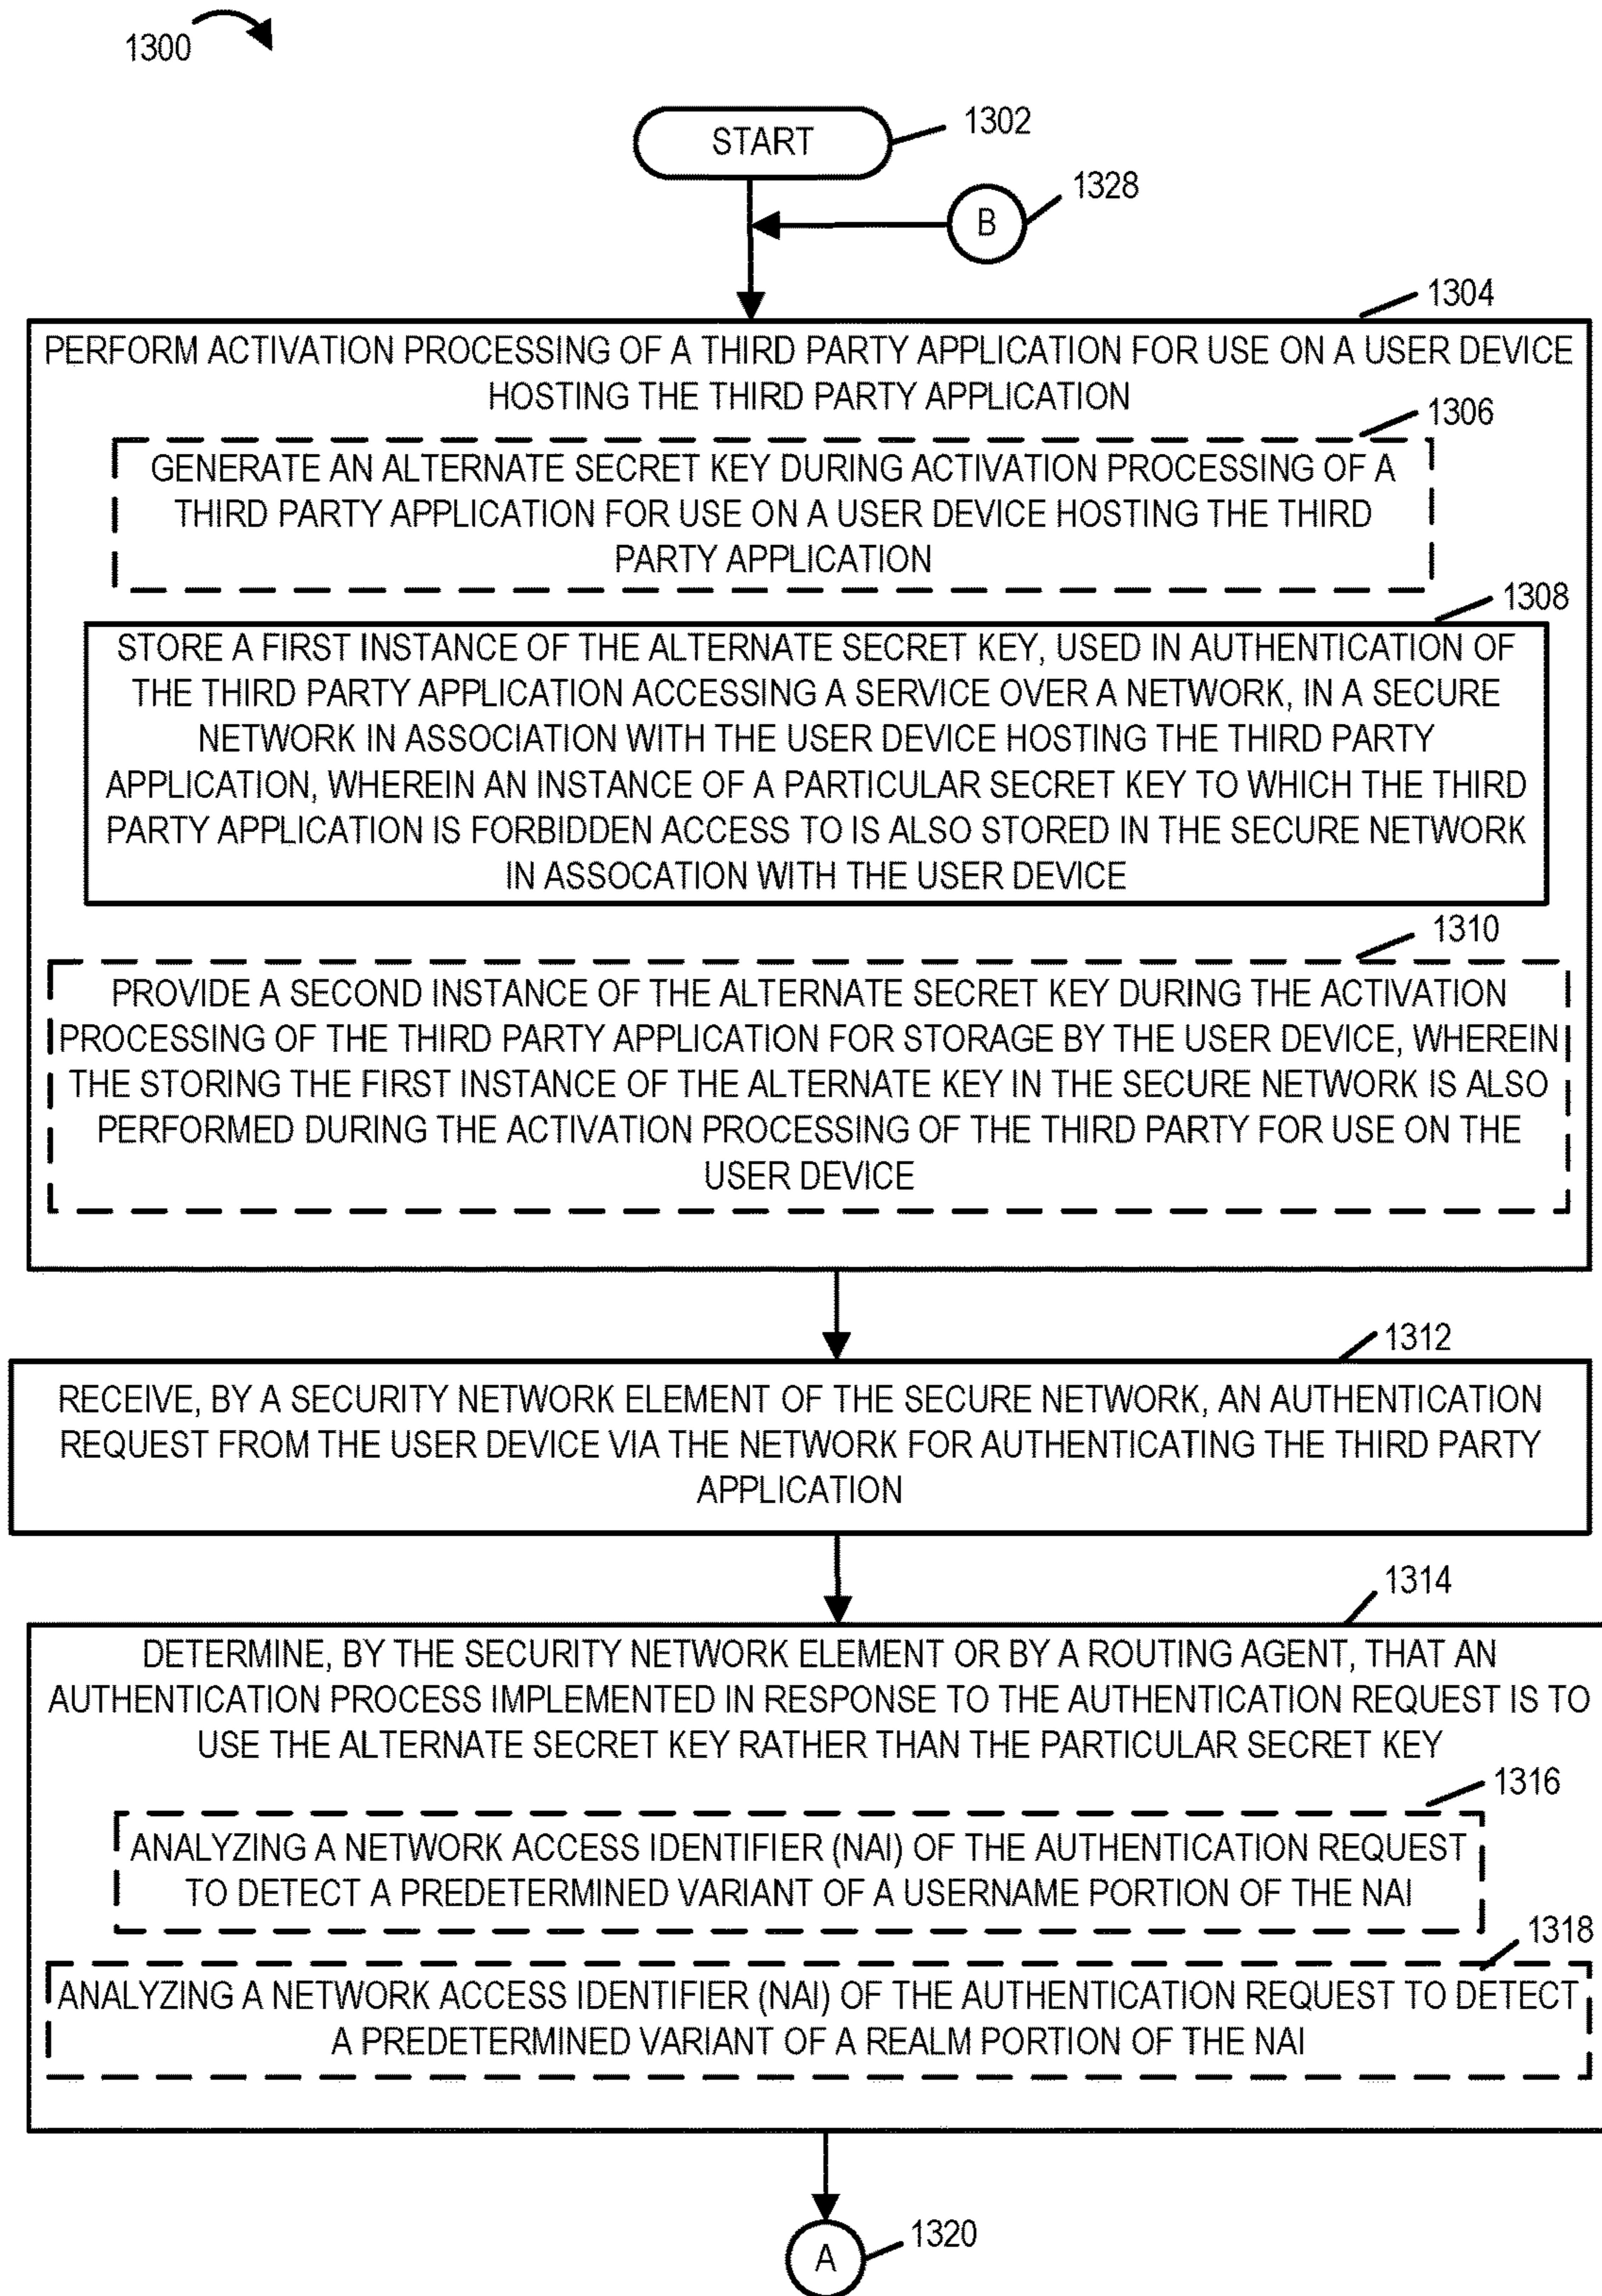 1300
START
1302
B
1328
1304
PERFORM ACTIVATION PROCESSING OF A THIRD PARTY APPLICATION FOR USE ON A USER DEVICE
HOSTING THE THIRD PARTY APPLICATION
1306
GENERATE AN ALTERNATE SECRET KEY DURING ACTIVATION PROCESSING OF A
THIRD PARTY APPLICATION FOR USE ON A USER DEVICE HOSTING THE THIRD
PARTY APPLICATION
1308
STORE A FIRST INSTANCE OF THE ALTERNATE SECRET KEY, USED IN AUTHENTICATION OF
THE THIRD PARTY APPLICATION ACCESSING A SERVICE OVER A NETWORK, IN A SECURE
NETWORK IN ASSOCIATION WITH THE USER DEVICE HOSTING THE THIRD PARTY
APPLICATION, WHEREIN AN INSTANCE OF A PARTICULAR SECRET KEY TO WHICH THE THIRD
PARTY APPLICATION IS FORBIDDEN ACCESS TO IS ALSO STORED IN THE SECURE NETWORK
IN ASSOCATION WITH THE USER DEVICE
1310
PROVIDE A SECOND INSTANCE OF THE ALTERNATE SECRET KEY DURING THE ACTIVATION
PROCESSING OF THE THIRD PARTY APPLICATION FOR STORAGE BY THE USER DEVICE, WHEREIN
THE STORING THE FIRST INSTANCE OF THE ALTERNATE KEY IN THE SECURE NETWORK IS ALSO
PERFORMED DURING THE ACTIVATION PROCESSING OF THE THIRD PARTY FOR USE ON THE
USER DEVICE
1312
RECEIVE, BY A SECURITY NETWORK ELEMENT OF THE SECURE NETWORK, AN AUTHENTICATION
REQUEST FROM THE USER DEVICE VIA THE NETWORK FOR AUTHENTICATING THE THIRD PARTY
APPLICATION
1314
DETERMINE, BY THE SECURITY NETWORK ELEMENT OR BY A ROUTING AGENT, THAT AN
AUTHENTICATION PROCESS IMPLEMENTED IN RESPONSE TO THE AUTHENTICATION REQUEST IS TO
USE THE ALTERNATE SECRET KEY RATHER THAN THE PARTICULAR SECRET KEY
1316
ANALYZING A NETWORK ACCESS IDENTIFIER (NAI) OF THE AUTHENTICATION REQUEST
TO DETECT A PREDETERMINED VARIANT OF A USERNAME PORTION OF THE NAI
1318
ANALYZING A NETWORK ACCESS IDENTIFIER (NAI) OF THE AUTHENTICATION REQUEST TO DETECT
A PREDETERMINED VARIANT OF A REALM PORTION OF THE NAI
A
1320